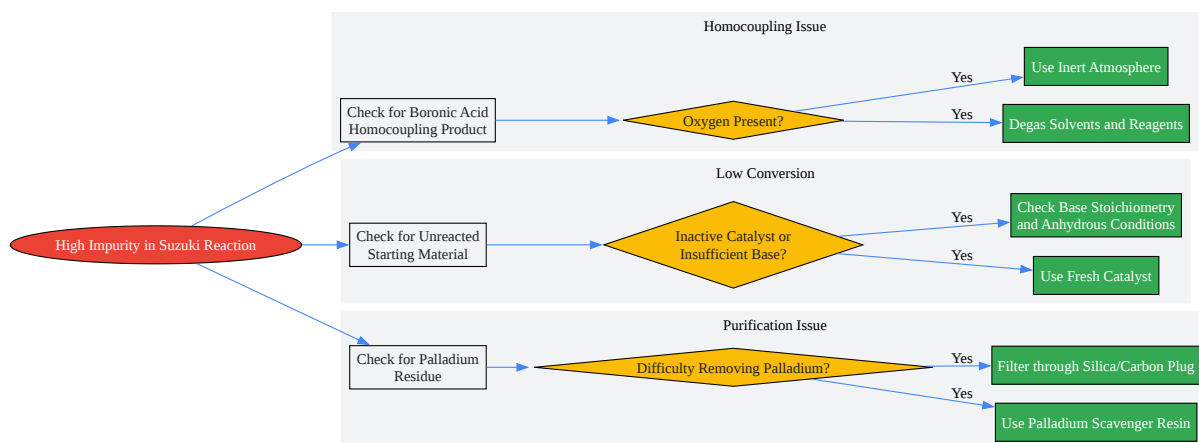 Homocoupling Issue
Check for Boronic Acid
Homocoupling Product
Oxygen Present?
Yes
Use Inert Atmosphere
Yes
Degas Solvents and Reagents
High Impurity in Suzuki Reaction
Low Conversion
Check for Unreacted
Starting Material
Inactive Catalyst or
Insufficient Base?
Yes
Check Base Stoichiometry
and Anhydrous Conditions
Yes
Use Fresh Catalyst
Purification Issue
Check for Palladium
Residue
Difficulty Removing Palladium?
Yes
Filter through Silica/Carbon Plug
Yes
Use Palladium Scavenger Resin